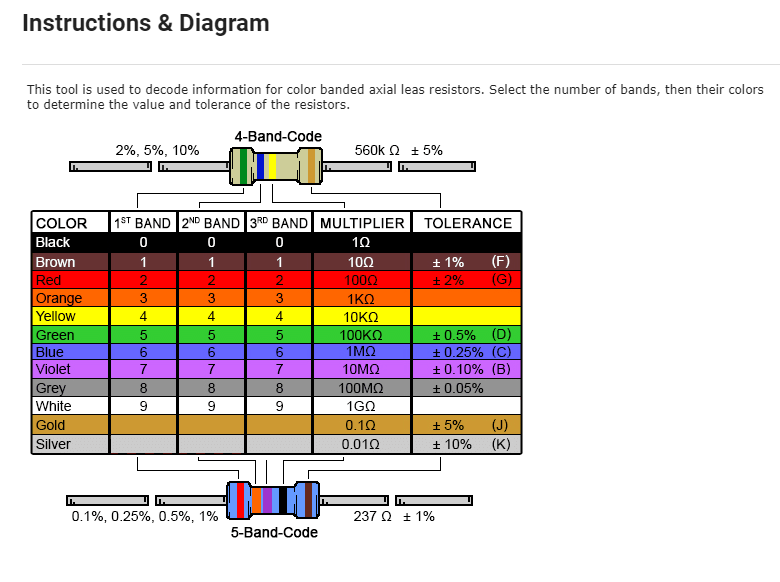 Instructions & Diagram
This tool is used to decode information for color banded axial leas resistors. Select the number of bands, then their colors
to determine the value and tolerance of the resistors.
4-Band-Code
2%, 5%, 10% 560k Ω ± 5%
COLOR 1ST BAND 2ND BAND 3RD BAND MULTIPLIER TOLERANCE
Black 0 0 0 1Ω
Brown 1 1 1 10Ω ± 1% (F)
Red 2 2 2 100Ω ± 2% (G)
Orange 3 3 3 1KΩ
Yellow 4 4 4 10KΩ
Green 5 5 5 100KΩ ± 0.5% (D)
Blue 6 6 6 1MΩ ± 0.25% (C)
Violet 7 7 7 10MΩ ± 0.10% (B)
Grey 8 8 8 100MΩ ± 0.05%
White 9 9 9 1GΩ
Gold 0.1Ω ± 5% (J)
Silver 0.01Ω ± 10% (K)
0.1%, 0.25%, 0.5%, 1% 237 Ω ± 1%
5-Band-Code